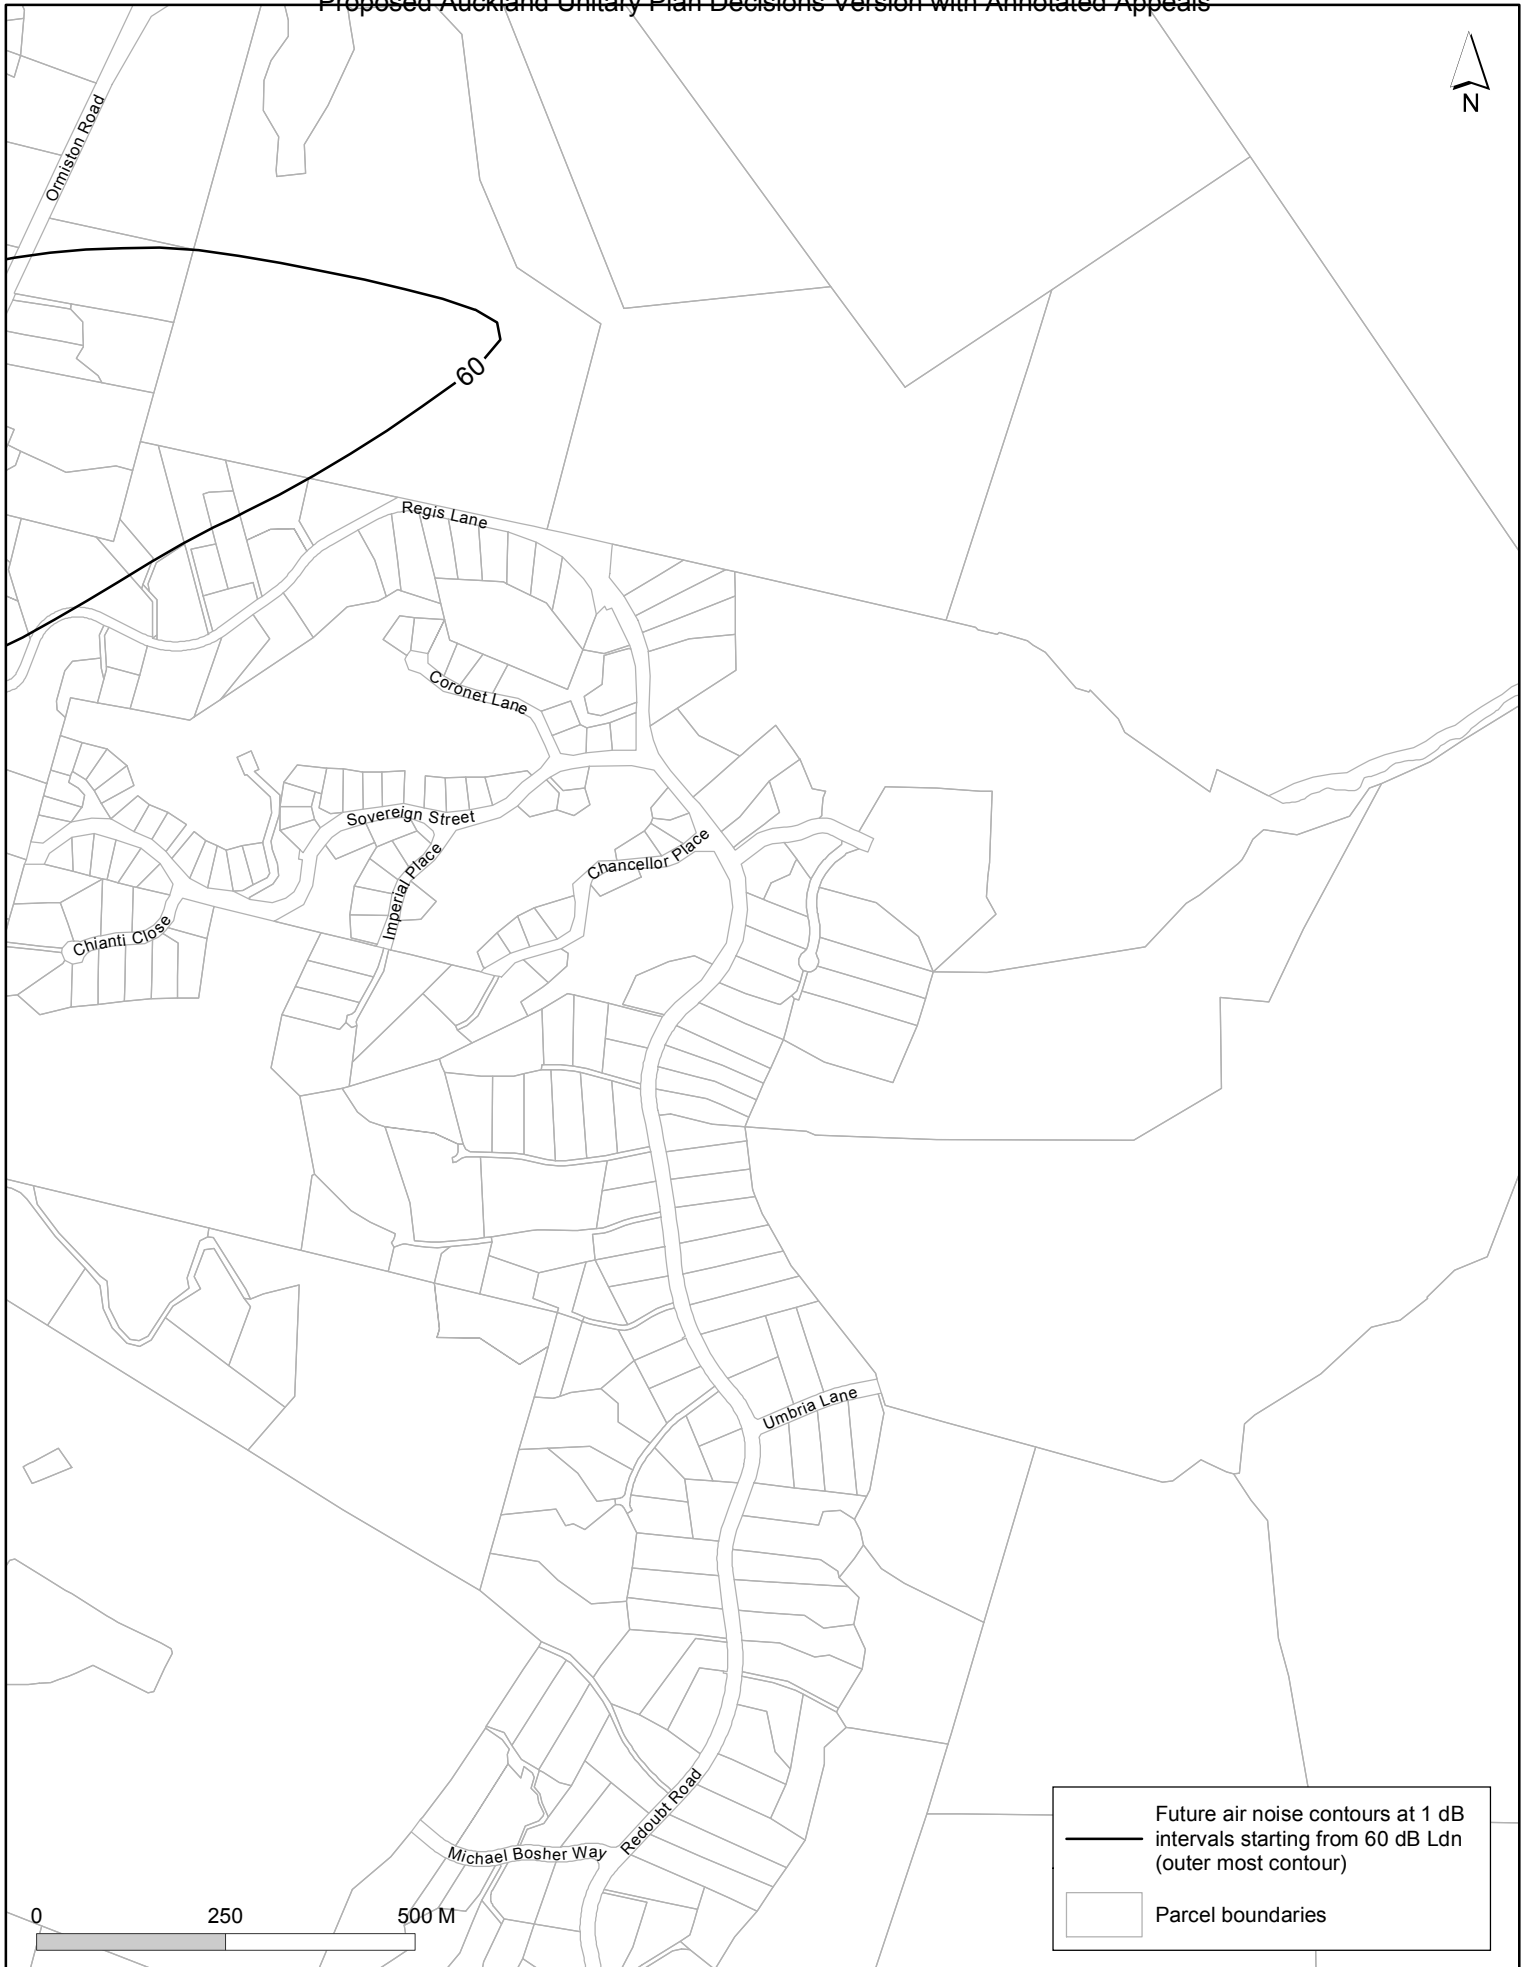 Proposed Auckland Unitary Plan Decisions Version with Annotated Appeals
N
Ormiston Road
60
Regis Lane
Coronet Lane
Sovereign Street
Imperial Place
Chancellor Place
Chianti Close
Umbria Lane
Redoubt Road
Michael Bosher Way
Future air noise contours at 1 dB
intervals starting from 60 dB Ldn
(outer most contour)
Parcel boundaries
0 250 500 M